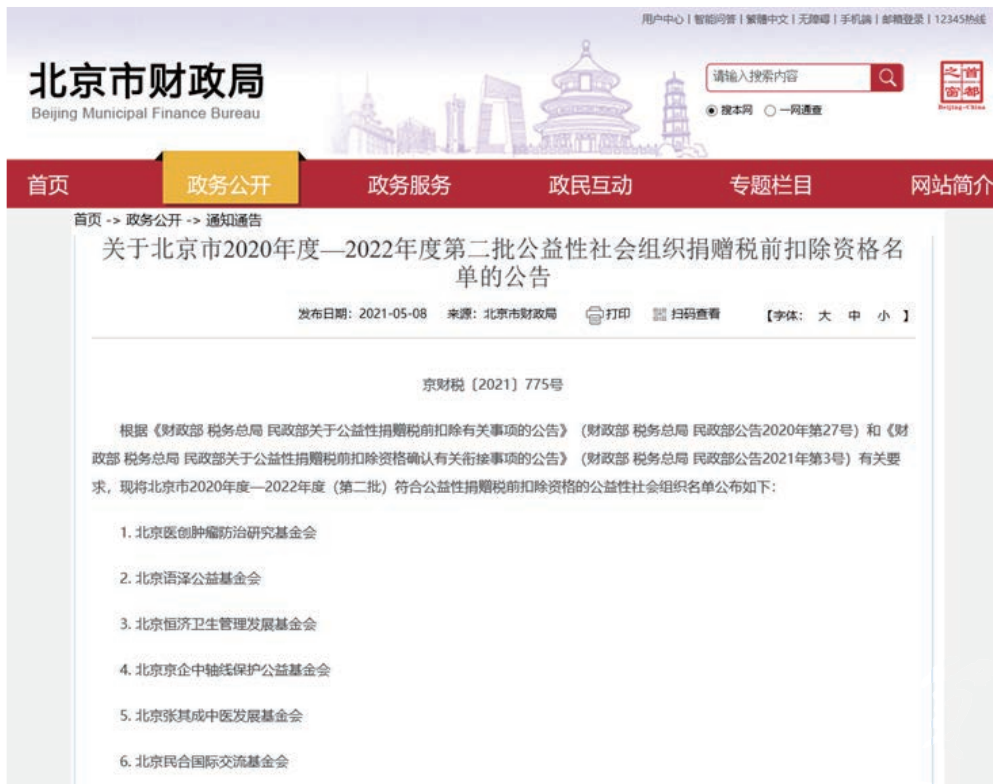 用户中心 | 智能问答 | 繁體中文 | 无障碍 | 手机端 | 邮箱登录 | 12345热线
北京市财政局
Beijing Municipal Finance Bureau
请输入搜索内容
搜本网 一网通查
首都之窗
Beijing-China
首页 政务公开 政务服务 政民互动 专题栏目 网站简介
首页 -> 政务公开 -> 通知通告
关于北京市2020年度—2022年度第二批公益性社会组织捐赠税前扣除资格名
单的公告
发布日期：2021-05-08 来源：北京市财政局 打印 扫码查看 【字体： 大 中 小 】
京财税〔2021〕775号
根据《财政部 税务总局 民政部关于公益性捐赠税前扣除有关事项的公告》（财政部 税务总局 民政部公告2020年第27号）和《财
政部 税务总局 民政部关于公益性捐赠税前扣除资格确认有关衔接事项的公告》（财政部 税务总局 民政部公告2021年第3号）有关要
求，现将北京市2020年度—2022年度（第二批）符合公益性捐赠税前扣除资格的公益性社会组织名单公布如下：
1. 北京医创肿瘤防治研究基金会
2. 北京语泽公益基金会
3. 北京恒济卫生管理发展基金会
4. 北京京企中轴线保护公益基金会
5. 北京张其成中医发展基金会
6. 北京民合国际交流基金会